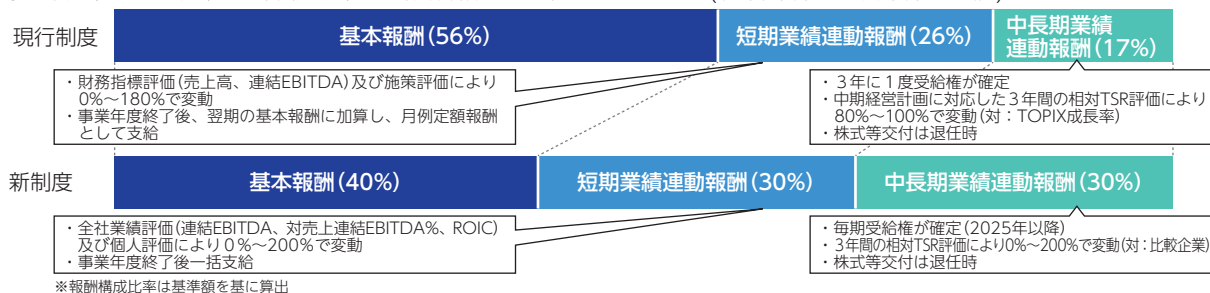 現行制度
基本報酬(56%)
短期業績連動報酬(26%)
中長期業績
連動報酬(17%)
・財務指標評価(売上高、連結EBITDA)及び施策評価により
0%～180%で変動
・事業年度終了後、翌期の基本報酬に加算し、月例定額報酬
として支給
・３年に１度受給権が確定
・中期経営計画に対応した３年間の相対TSR評価により
80%～100%で変動(対：TOPIX成長率)
・株式等交付は退任時
新制度
基本報酬(40%)
短期業績連動報酬(30%)
中長期業績連動報酬(30%)
・全社業績評価(連結EBITDA、対売上連結EBITDA%、ROIC)
及び個人評価により０%～200%で変動
・事業年度終了後一括支給
・毎期受給権が確定(2025年以降)
・３年間の相対TSR評価により0%～200%で変動(対：比較企業)
・株式等交付は退任時
※報酬構成比率は基準額を基に算出